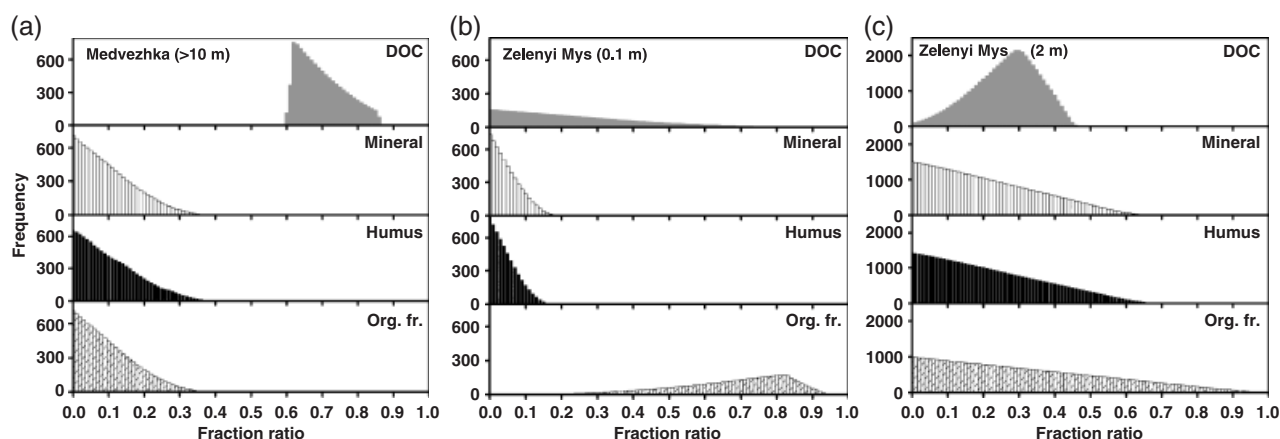 (a)
Medvezhka (>10 m)
DOC
600
300
0
Mineral
600
300
0
Humus
600
300
0
Org. fr.
600
300
0
0.0 0.1 0.2 0.3 0.4 0.5 0.6 0.7 0.8 0.9 1.0
Fraction ratio
Frequency
(b)
Zelenyi Mys (0.1 m)
DOC
600
300
0
Mineral
600
300
0
Humus
600
300
0
Org. fr.
600
300
0
0.0 0.1 0.2 0.3 0.4 0.5 0.6 0.7 0.8 0.9 1.0
Fraction ratio
(c)
Zelenyi Mys (2 m)
DOC
2000
1000
0
Mineral
2000
1000
0
Humus
2000
1000
0
Org. fr.
2000
1000
0
0.0 0.1 0.2 0.3 0.4 0.5 0.6 0.7 0.8 0.9 1.0
Fraction ratio